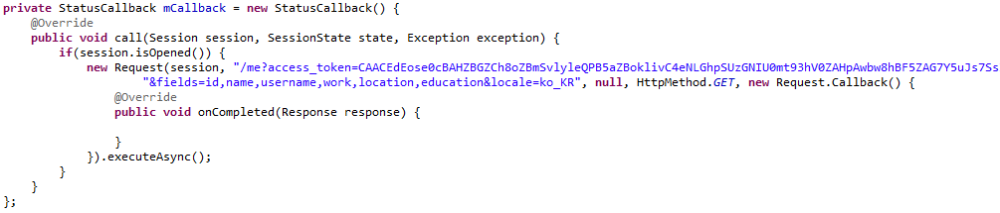 private StatusCallback mCallback = new StatusCallback() {
@Override
public void call(Session session, SessionState state, Exception exception) {
if(session.isOpened()) {
new Request(session, "/me?access_token=CAACEdEose0cBAHZBGZCh8oZBmSvlyleQPB5aZBoklivC4eNLGhpSUzGNIU0mt93hV0ZAHpAwbw8hBF5ZAG7Y5uJs7Ss
"&fields=id,name,username,work,location,education&locale=ko_KR", null, HttpMethod.GET, new Request.Callback() {
@Override
public void onCompleted(Response response) {
}
}).executeAsync();
}
}
};